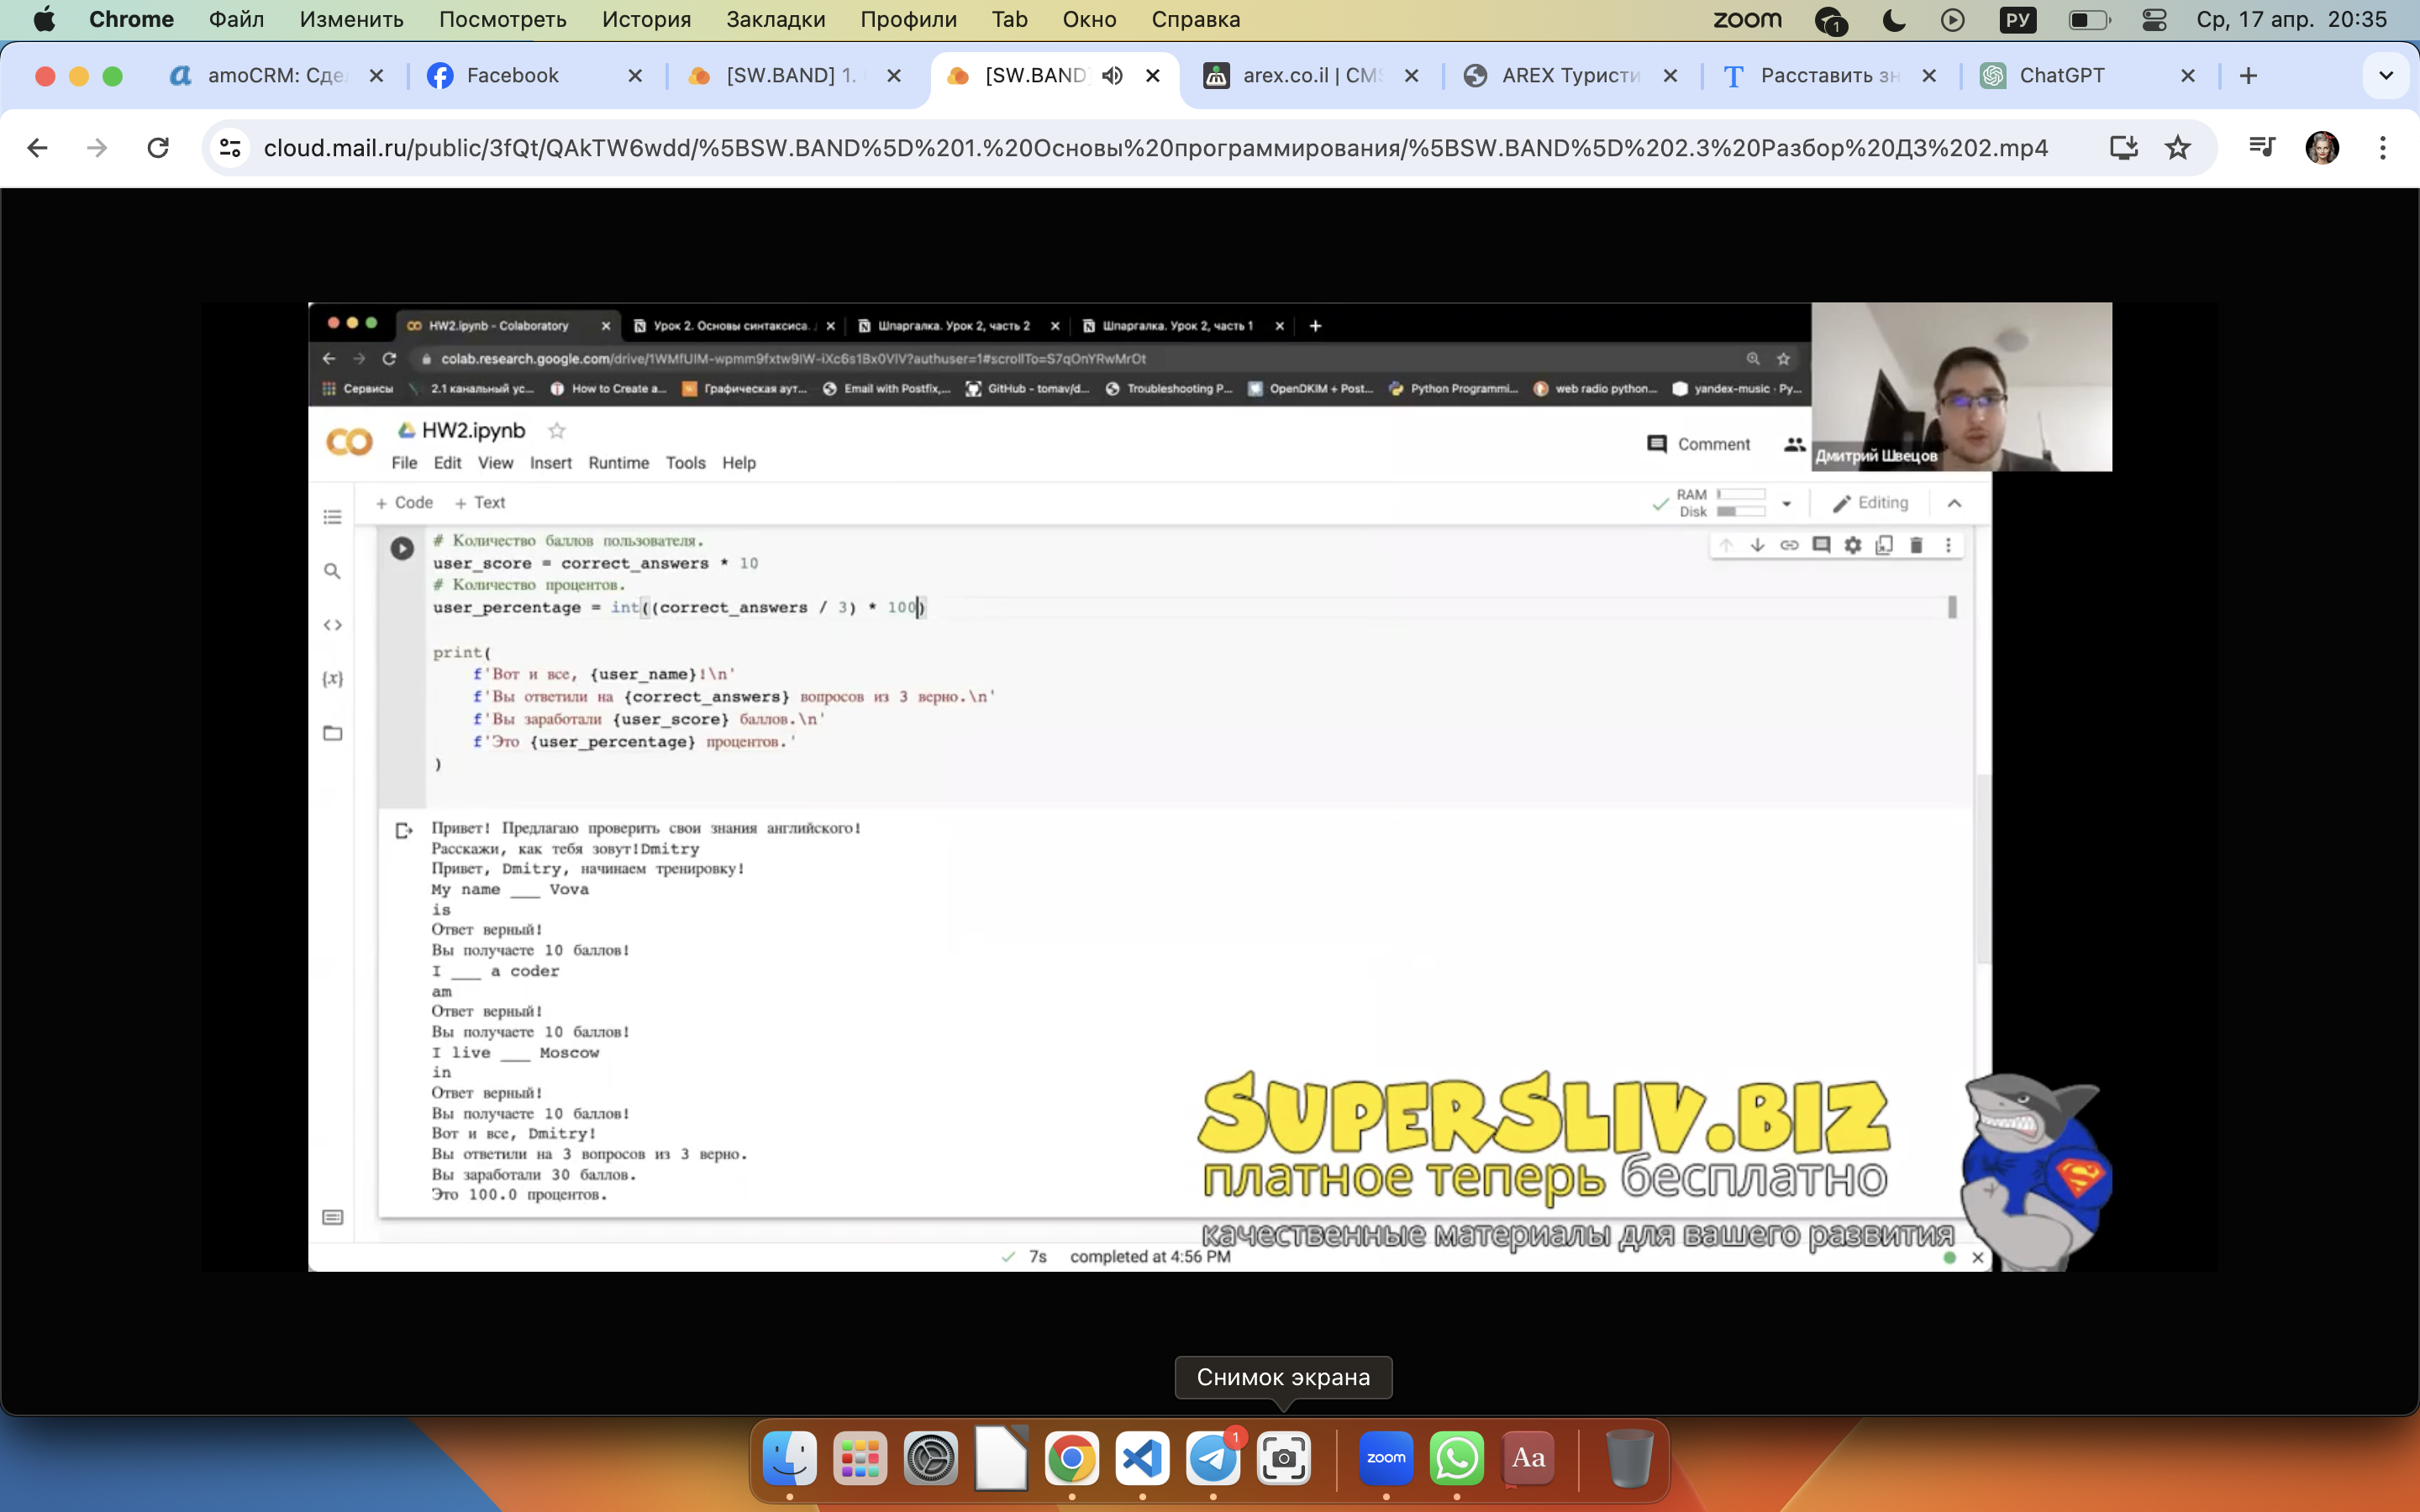 Chrome Файл Изменить Посмотреть История Закладки Профили Tab Окно Справка zoom 1 РУ Ср, 17 апр. 20:35
amoCRM: Сде Facebook [SW.BAND] 1. [SW.BAND] arex.co.il | CMS AREX Туристи Расставить зн ChatGPT
cloud.mail.ru/public/3fQt/QAkTW6wdd/%5BSW.BAND%5D%201.%20Основы%20программирования/%5BSW.BAND%5D%202.3%20Разбор%20ДЗ%202.mp4
HW2.ipynb - Colaboratory Урок 2. Основы синтаксиса. Шпаргалка. Урок 2, часть 2 Шпаргалка. Урок 2, часть 1
colab.research.google.com/drive/1WMfUIM-wpmm9fxtw9IW-iXc6s1Bx0VIV?authuser=1#scrollTo=S7qOnYRwMrOt
Сервисы 2.1 канальный ус... How to Create a... Графическая аут... Email with Postfix,... GitHub - tomav/d... Troubleshooting P... OpenDKIM + Post... Python Programmi... web radio python... yandex-music · Py...
HW2.ipynb
Comment
Дмитрий Швецов
File Edit View Insert Runtime Tools Help
+ Code + Text
RAM
Disk
Editing
# Количество баллов пользователя.
user_score = correct_answers * 10
# Количество процентов.
user_percentage = int((correct_answers / 3) * 100)
print(
f'Вот и все, {user_name}!\n'
f'Вы ответили на {correct_answers} вопросов из 3 верно.\n'
f'Вы заработали {user_score} баллов.\n'
f'Это {user_percentage} процентов.'
)
{x}
Привет! Предлагаю проверить свои знания английского!
Расскажи, как тебя зовут!Dmitry
Привет, Dmitry, начинаем тренировку!
My name ___ Vova
is
Ответ верный!
Вы получаете 10 баллов!
I ___ a coder
am
Ответ верный!
Вы получаете 10 баллов!
I live ___ Moscow
in
Ответ верный!
Вы получаете 10 баллов!
Вот и все, Dmitry!
Вы ответили на 3 вопросов из 3 верно.
Вы заработали 30 баллов.
Это 100.0 процентов.
SUPERSLIV.BIZ
платное теперь бесплатно
качественные материалы для вашего развития
7s completed at 4:56 PM
Снимок экрана
1
zoom
Aa